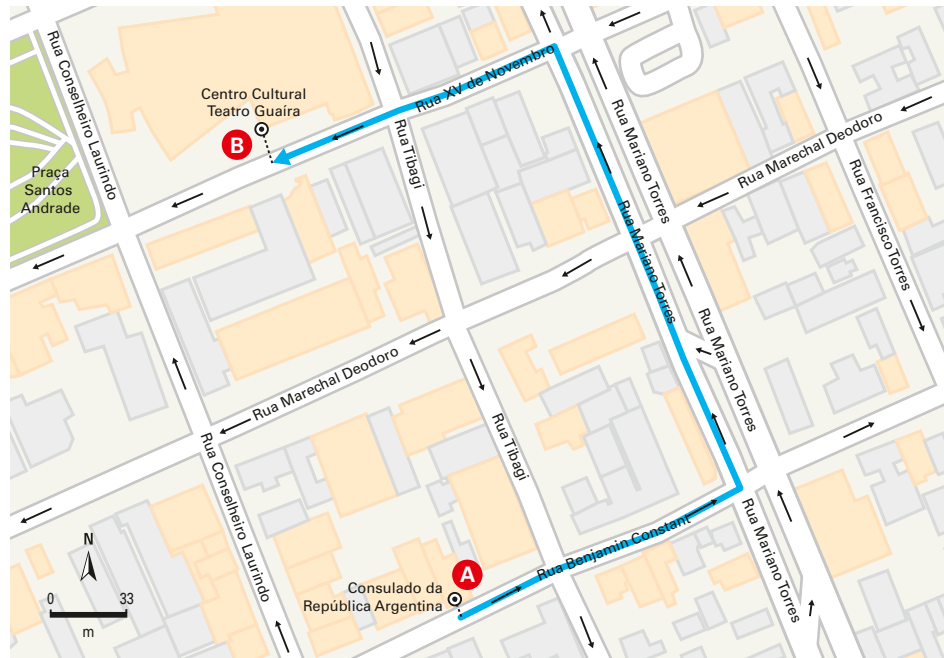 Rua Conselheiro Laurindo
Centro Cultural
Teatro Guaíra
B
Rua XV de Novembro
Rua Tibagi
Rua Mariano Torres
Rua Marechal Deodoro
Rua Francisco Torres
Praça
Santos
Andrade
Rua Mariano Torres
Rua Mariano Torres
Rua Marechal Deodoro
Rua Conselheiro Laurindo
Rua Tibagi
Rua Benjamin Constant
Rua Mariano Torres
N
0 33
m
A
Consulado da
República Argentina